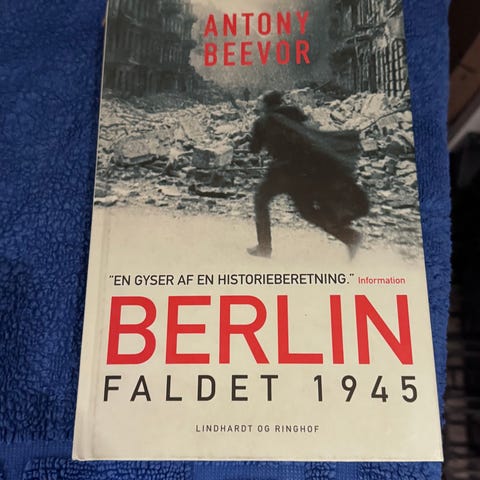 ANTONY
BEEVOR
"EN GYSER AF EN HISTORIEBERETNING." Information
BERLIN
FALDET 1945
LINDHARDT OG RINGHOF